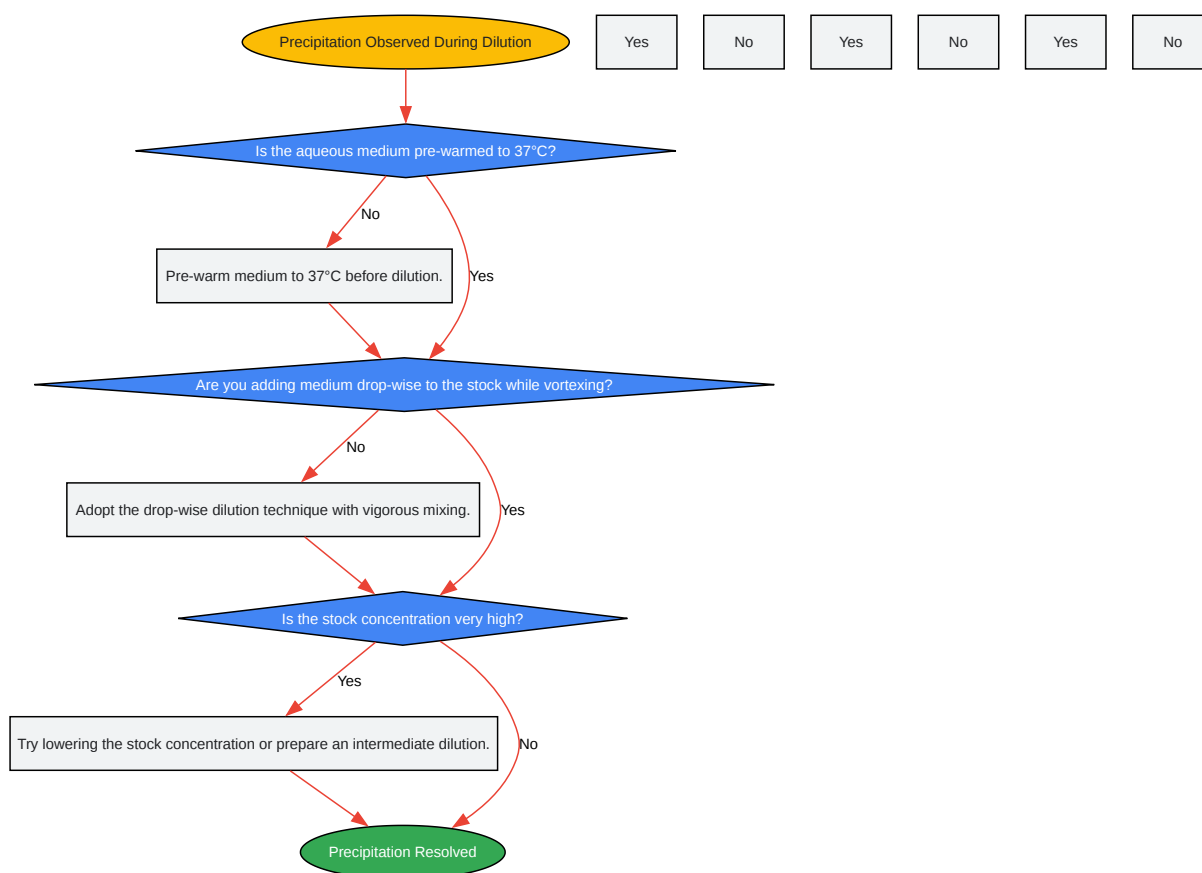 Precipitation Observed During Dilution
Yes
No
Yes
No
Yes
No
Is the aqueous medium pre-warmed to 37°C?
No
Pre-warm medium to 37°C before dilution.
Yes
Are you adding medium drop-wise to the stock while vortexing?
No
Adopt the drop-wise dilution technique with vigorous mixing.
Yes
Is the stock concentration very high?
Yes
Try lowering the stock concentration or prepare an intermediate dilution.
No
Precipitation Resolved